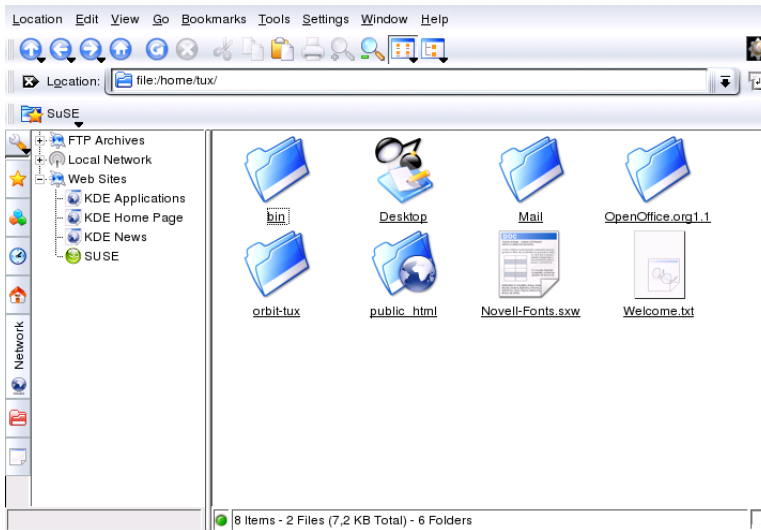 Location Edit View Go Bookmarks Tools Settings Window Help
Location: file:/home/tux/
SuSE
FTP Archives
Local Network
Web Sites
KDE Applications
KDE Home Page
KDE News
SUSE
Network
bin Desktop Mail OpenOffice.org1.1
DOC
orbit-tux public_html Novell-Fonts.sxw Welcome.txt
8 Items - 2 Files (7,2 KB Total) - 6 Folders